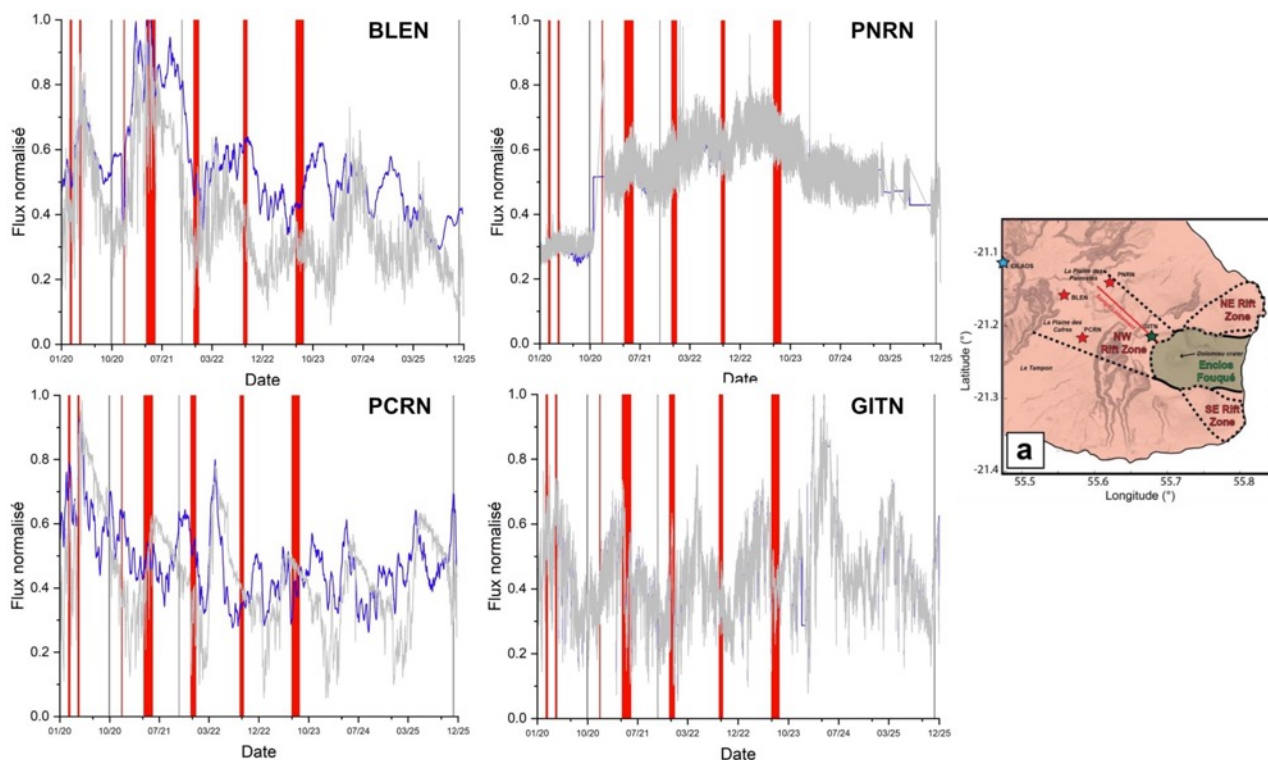 BLEN
Flux normalisé
1.0
0.8
0.6
0.4
0.2
0.0
01/20 10/20 07/21 03/22 12/22 10/23 07/24 03/25 12/25
Date
PNRN
Flux normalisé
1.0
0.8
0.6
0.4
0.2
0.0
01/20 10/20 07/21 03/22 12/22 10/23 07/24 03/25 12/25
Date
PCRN
Flux normalisé
1.0
0.8
0.6
0.4
0.2
0.0
01/20 10/20 07/21 03/22 12/22 10/23 07/24 03/25 12/25
Date
GITN
Flux normalisé
1.0
0.8
0.6
0.4
0.2
0.0
01/20 10/20 07/21 03/22 12/22 10/23 07/24 03/25 12/25
Date
Latitude (°)
-21.1
-21.2
-21.3
-21.4
CILAOS
La Plaine des
Palmistes
PNRN
BLEN
NE Rift
Zone
La Plaine des
Cafres
PCRN
GITN
NW
Rift Zone
Dolomieu crater
Enclos
Fouqué
Le Tampon
SE Rift
Zone
a
55.5 55.6 55.7 55.8
Longitude (°)